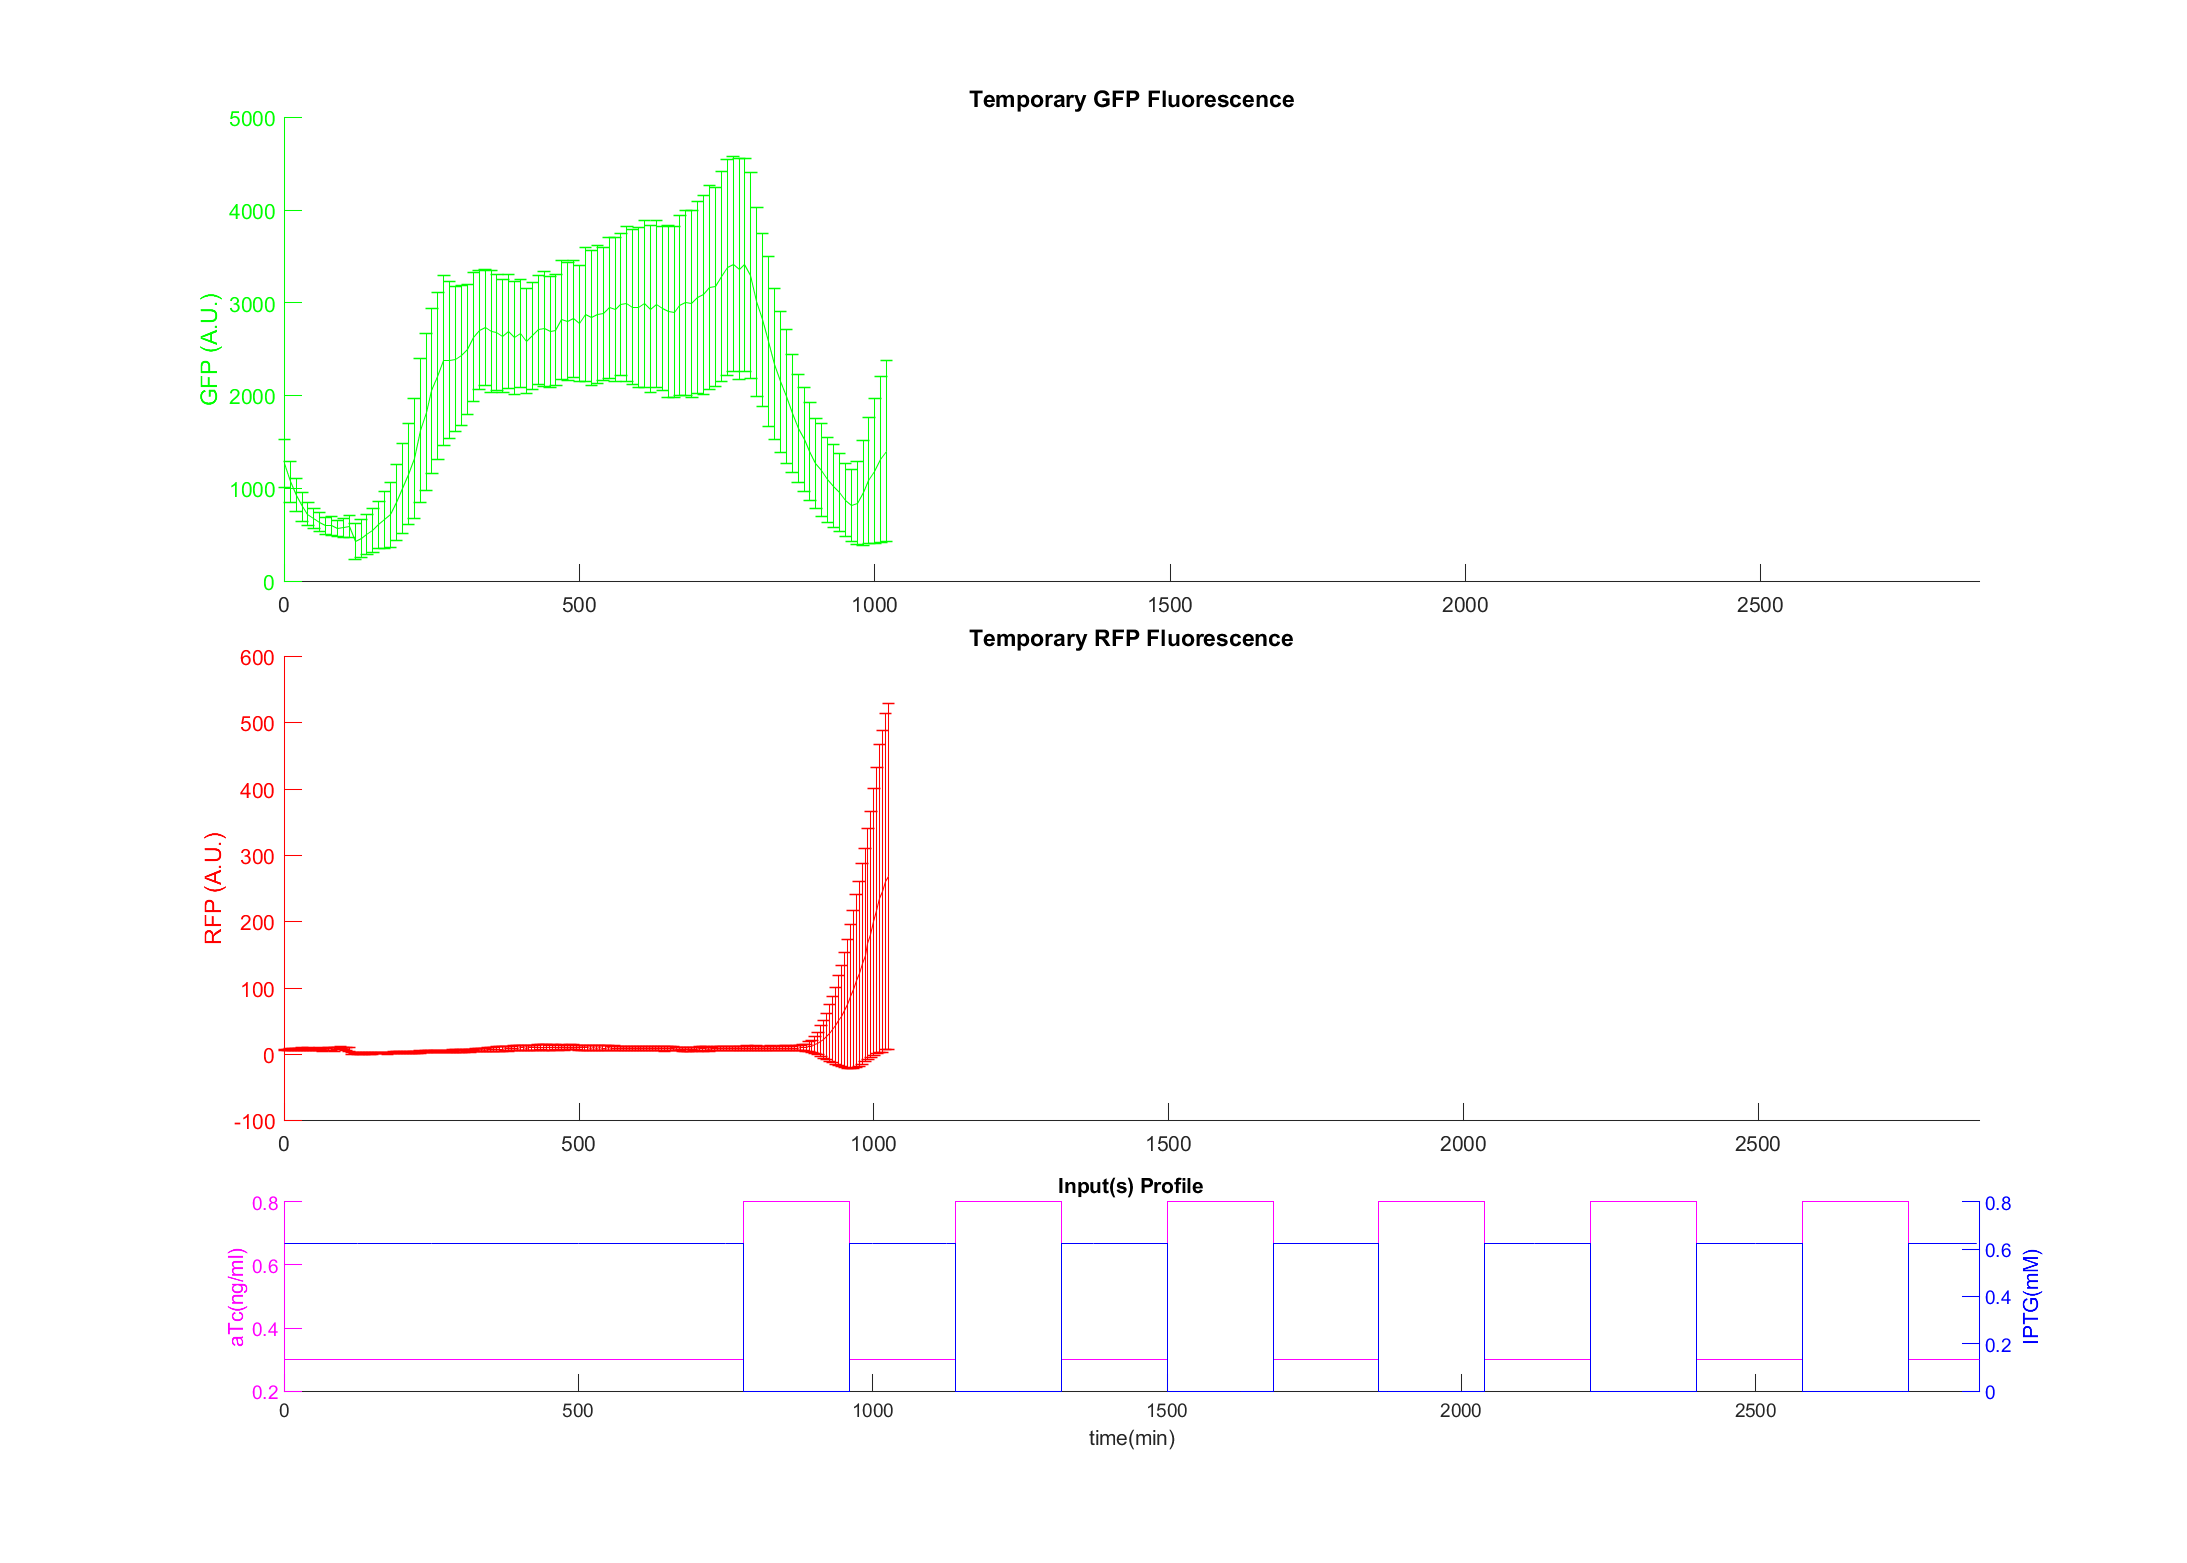 Temporary GFP Fluorescence
5000
4000
3000
2000
1000
0
GFP (A.U.)
0 500 1000 1500 2000 2500
Temporary RFP Fluorescence
600
500
400
300
200
100
0
-100
RFP (A.U.)
0 500 1000 1500 2000 2500
Input(s) Profile
0.8
0.6
0.4
0.2
aTc(ng/ml)
0.8
0.6
0.4
0.2
0
IPTG(mM)
0 500 1000 1500 2000 2500
time(min)